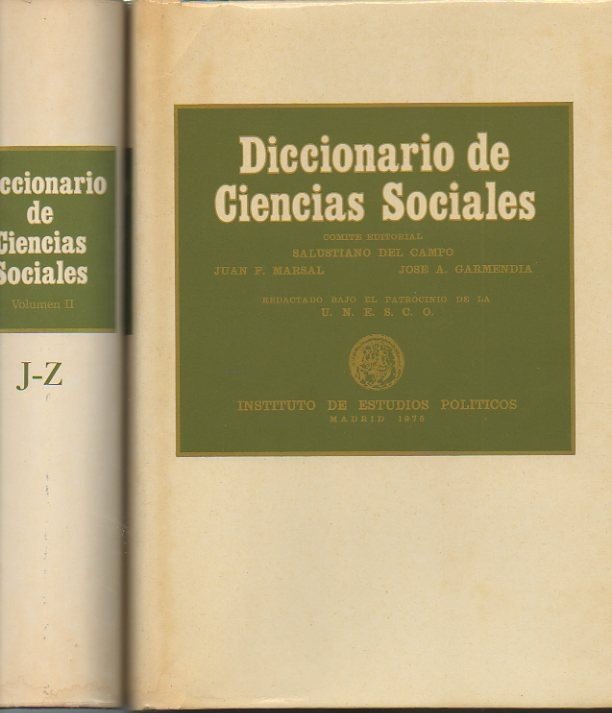 ccionario
de
Ciencias
Sociales
Volumen II
J-Z
Diccionario de
Ciencias Sociales
COMITE EDITORIAL
SALUSTIANO DEL CAMPO
JUAN F. MARSAL JOSE A. GARMENDIA
REDACTADO BAJO EL PATROCINIO DE LA
U. N. E. S. C. O.
INSTITUTO DE ESTUDIOS POLITICOS
MADRID 1976